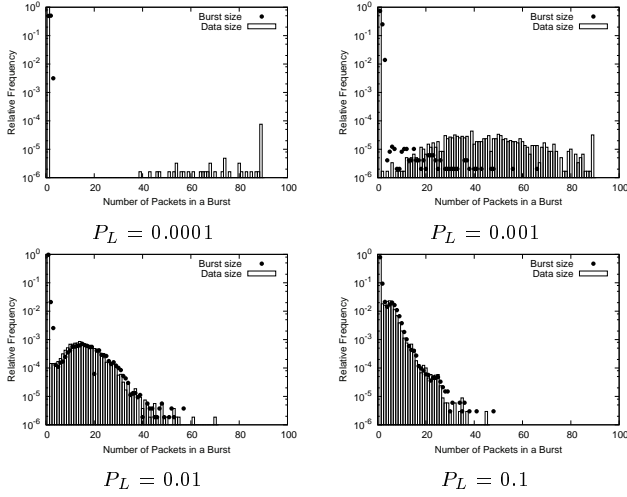 Burst size
Data size
Relative Frequency
10^0
10^-1
10^-2
10^-3
10^-4
10^-5
10^-6
0 20 40 60 80 100
Number of Packets in a Burst
P_L = 0.0001
Burst size
Data size
Relative Frequency
10^0
10^-1
10^-2
10^-3
10^-4
10^-5
10^-6
0 20 40 60 80 100
Number of Packets in a Burst
P_L = 0.001
Burst size
Data size
Relative Frequency
10^0
10^-1
10^-2
10^-3
10^-4
10^-5
10^-6
0 20 40 60 80 100
Number of Packets in a Burst
P_L = 0.01
Burst size
Data size
Relative Frequency
10^0
10^-1
10^-2
10^-3
10^-4
10^-5
10^-6
0 20 40 60 80 100
Number of Packets in a Burst
P_L = 0.1